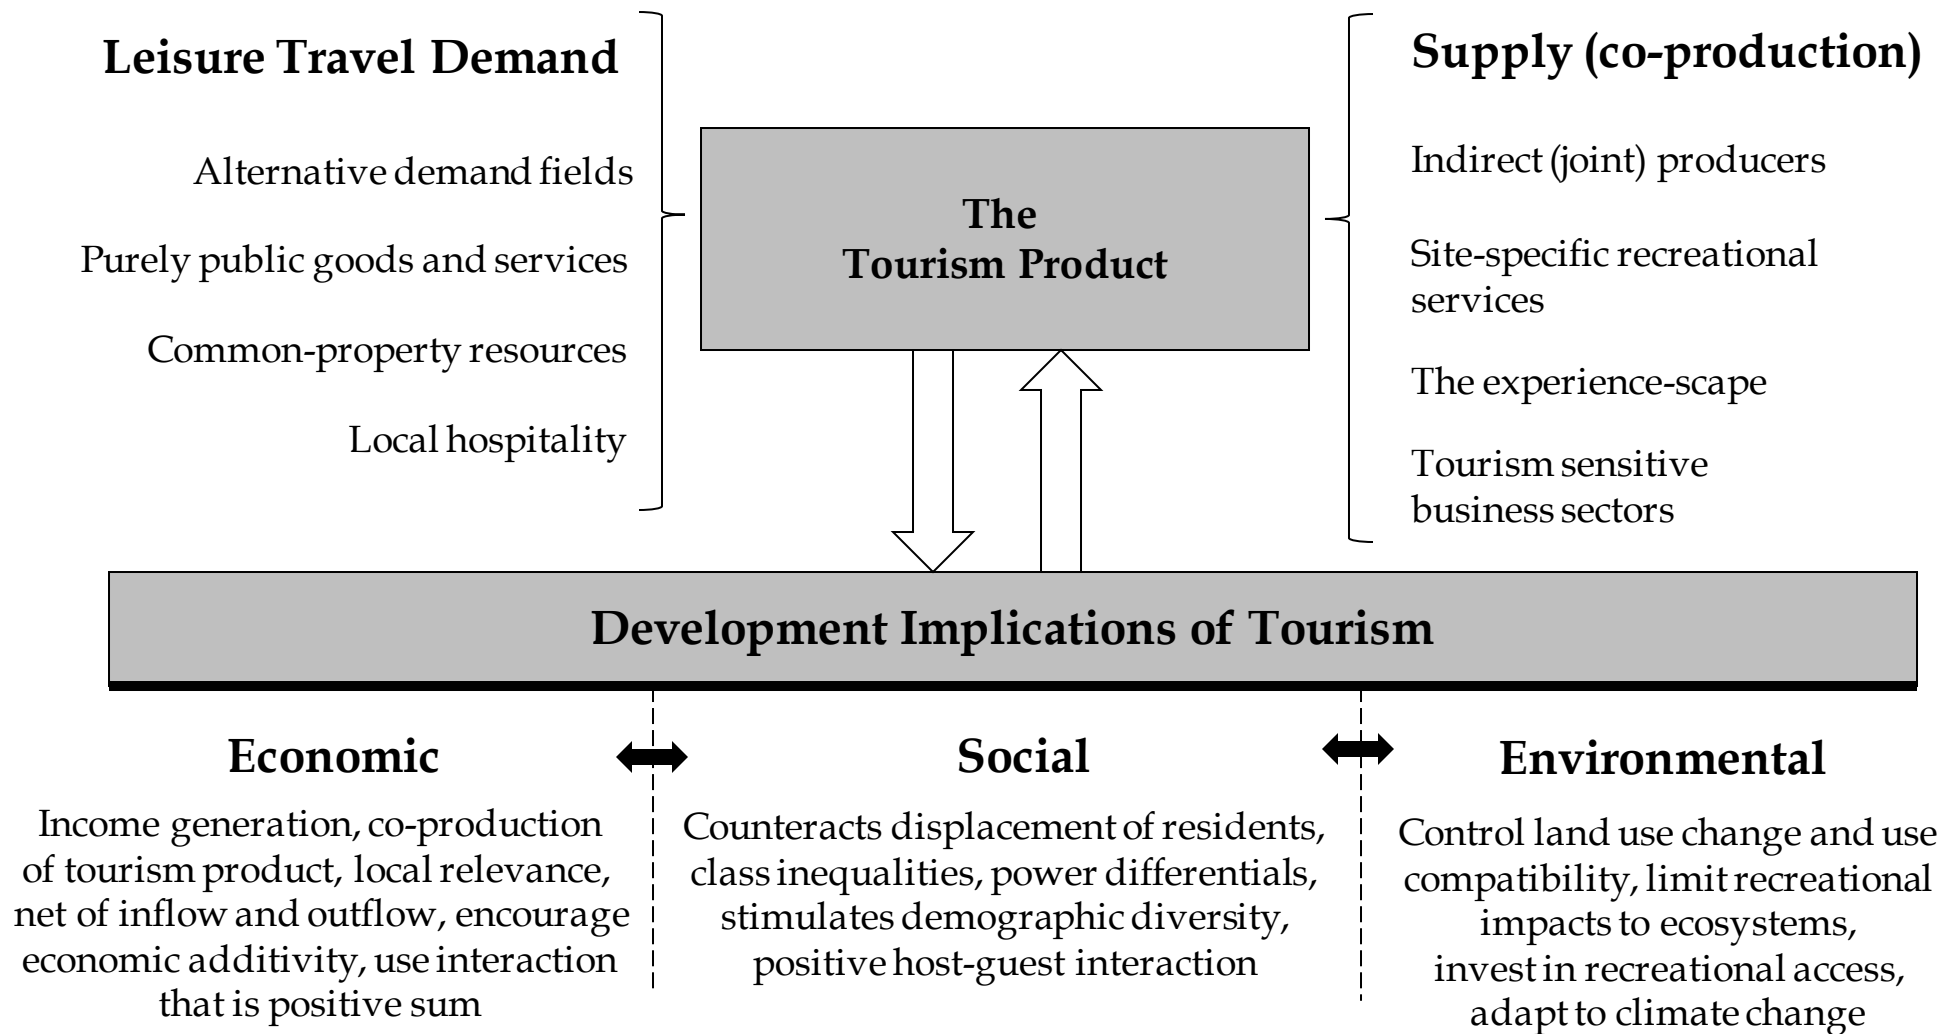 Leisure Travel Demand
Alternative demand fields
Purely public goods and services
Common-property resources
Local hospitality
The
Tourism Product
Supply (co-production)
Indirect (joint) producers
Site-specific recreational
services
The experience-scape
Tourism sensitive
business sectors
Development Implications of Tourism
Economic
Income generation, co-production
of tourism product, local relevance,
net of inflow and outflow, encourage
economic additivity, use interaction
that is positive sum
Social
Counteracts displacement of residents,
class inequalities, power differentials,
stimulates demographic diversity,
positive host-guest interaction
Environmental
Control land use change and use
compatibility, limit recreational
impacts to ecosystems,
invest in recreational access,
adapt to climate change